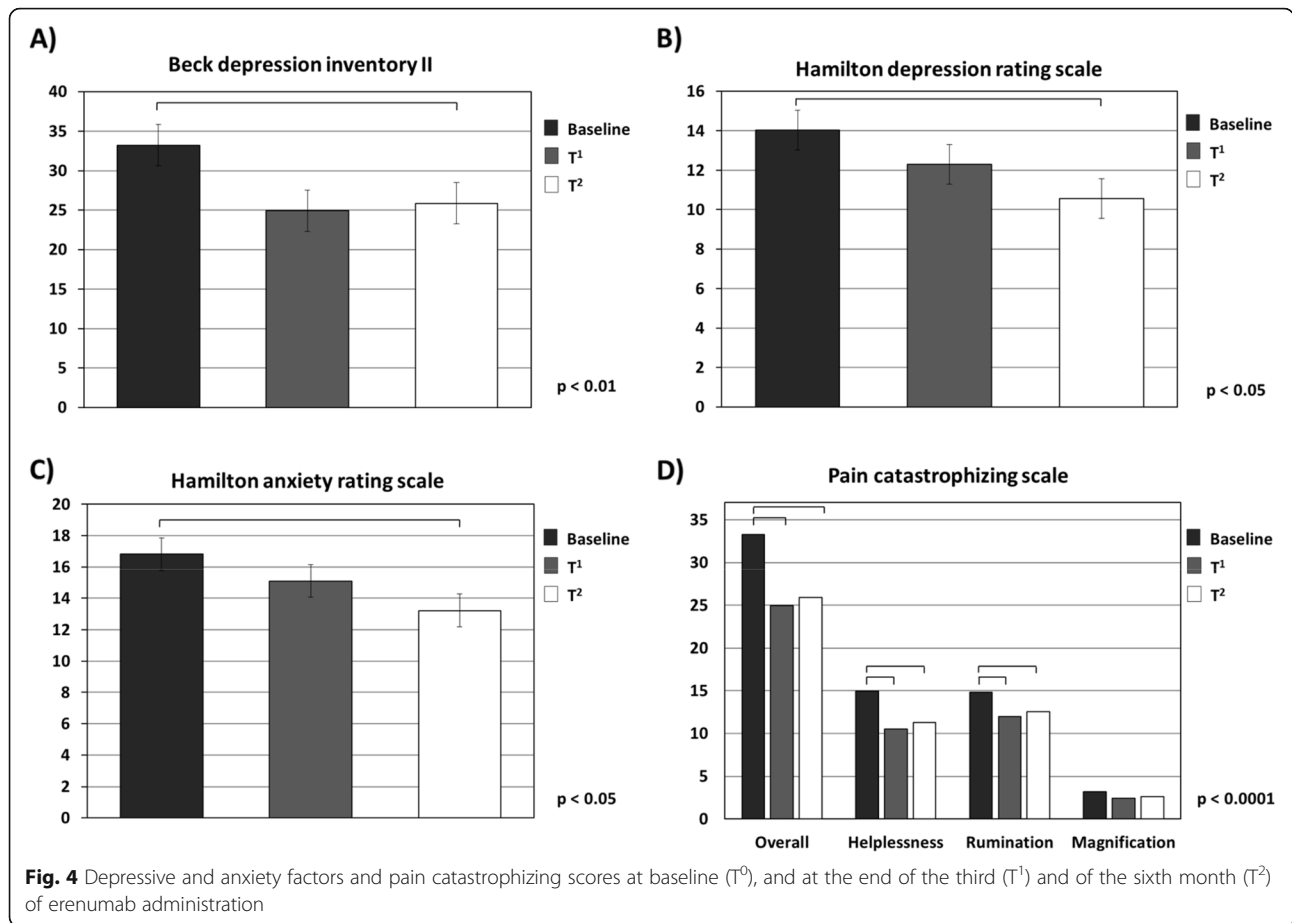 A)
Beck depression inventory II
40
35
30
25
20
15
10
5
0
Baseline
T¹
T²
p < 0.01
B)
Hamilton depression rating scale
16
14
12
10
8
6
4
2
0
Baseline
T¹
T²
p < 0.05
C)
Hamilton anxiety rating scale
20
18
16
14
12
10
8
6
4
2
0
Baseline
T¹
T²
p < 0.05
D)
Pain catastrophizing scale
35
30
25
20
15
10
5
0
Overall Helplessness Rumination Magnification
Baseline
T¹
T²
p < 0.0001
Fig. 4 Depressive and anxiety factors and pain catastrophizing scores at baseline (T⁰), and at the end of the third (T¹) and of the sixth month (T²)
of erenumab administration